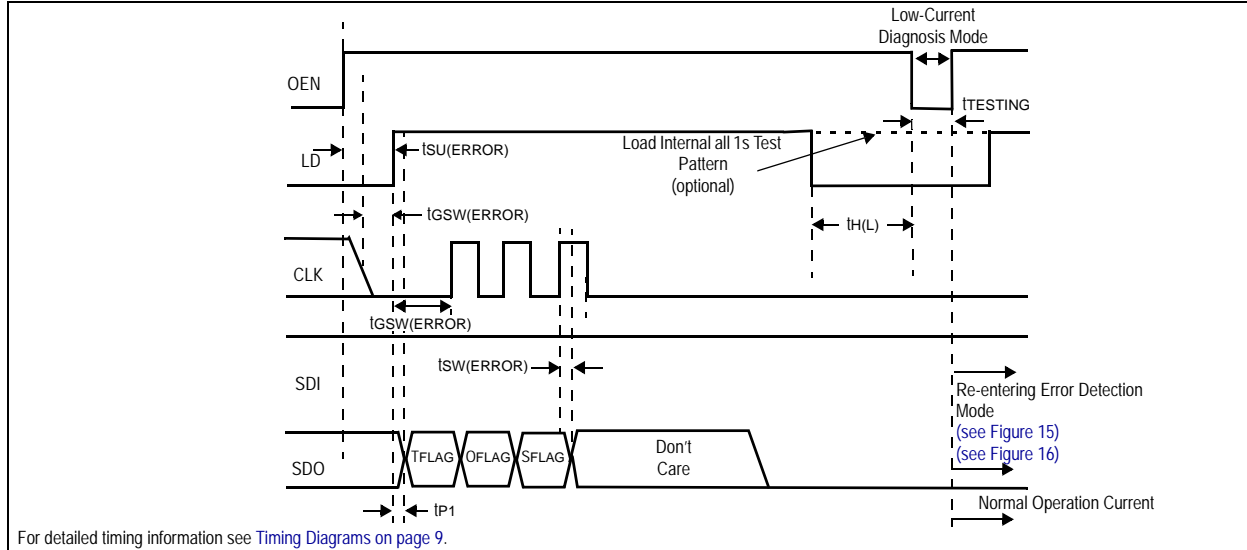 Low-Current
Diagnosis Mode
OEN
tTESTING
LD
tSU(ERROR)
Load Internal all 1s Test
Pattern
(optional)
tGSW(ERROR)
tH(L)
CLK
tGSW(ERROR)
tSW(ERROR)
SDI
Re-entering Error Detection
Mode
(see Figure 15)
(see Figure 16)
SDO
TFLAG
OFLAG
SFLAG
Don't
Care
tP1
Normal Operation Current
For detailed timing information see Timing Diagrams on page 9.